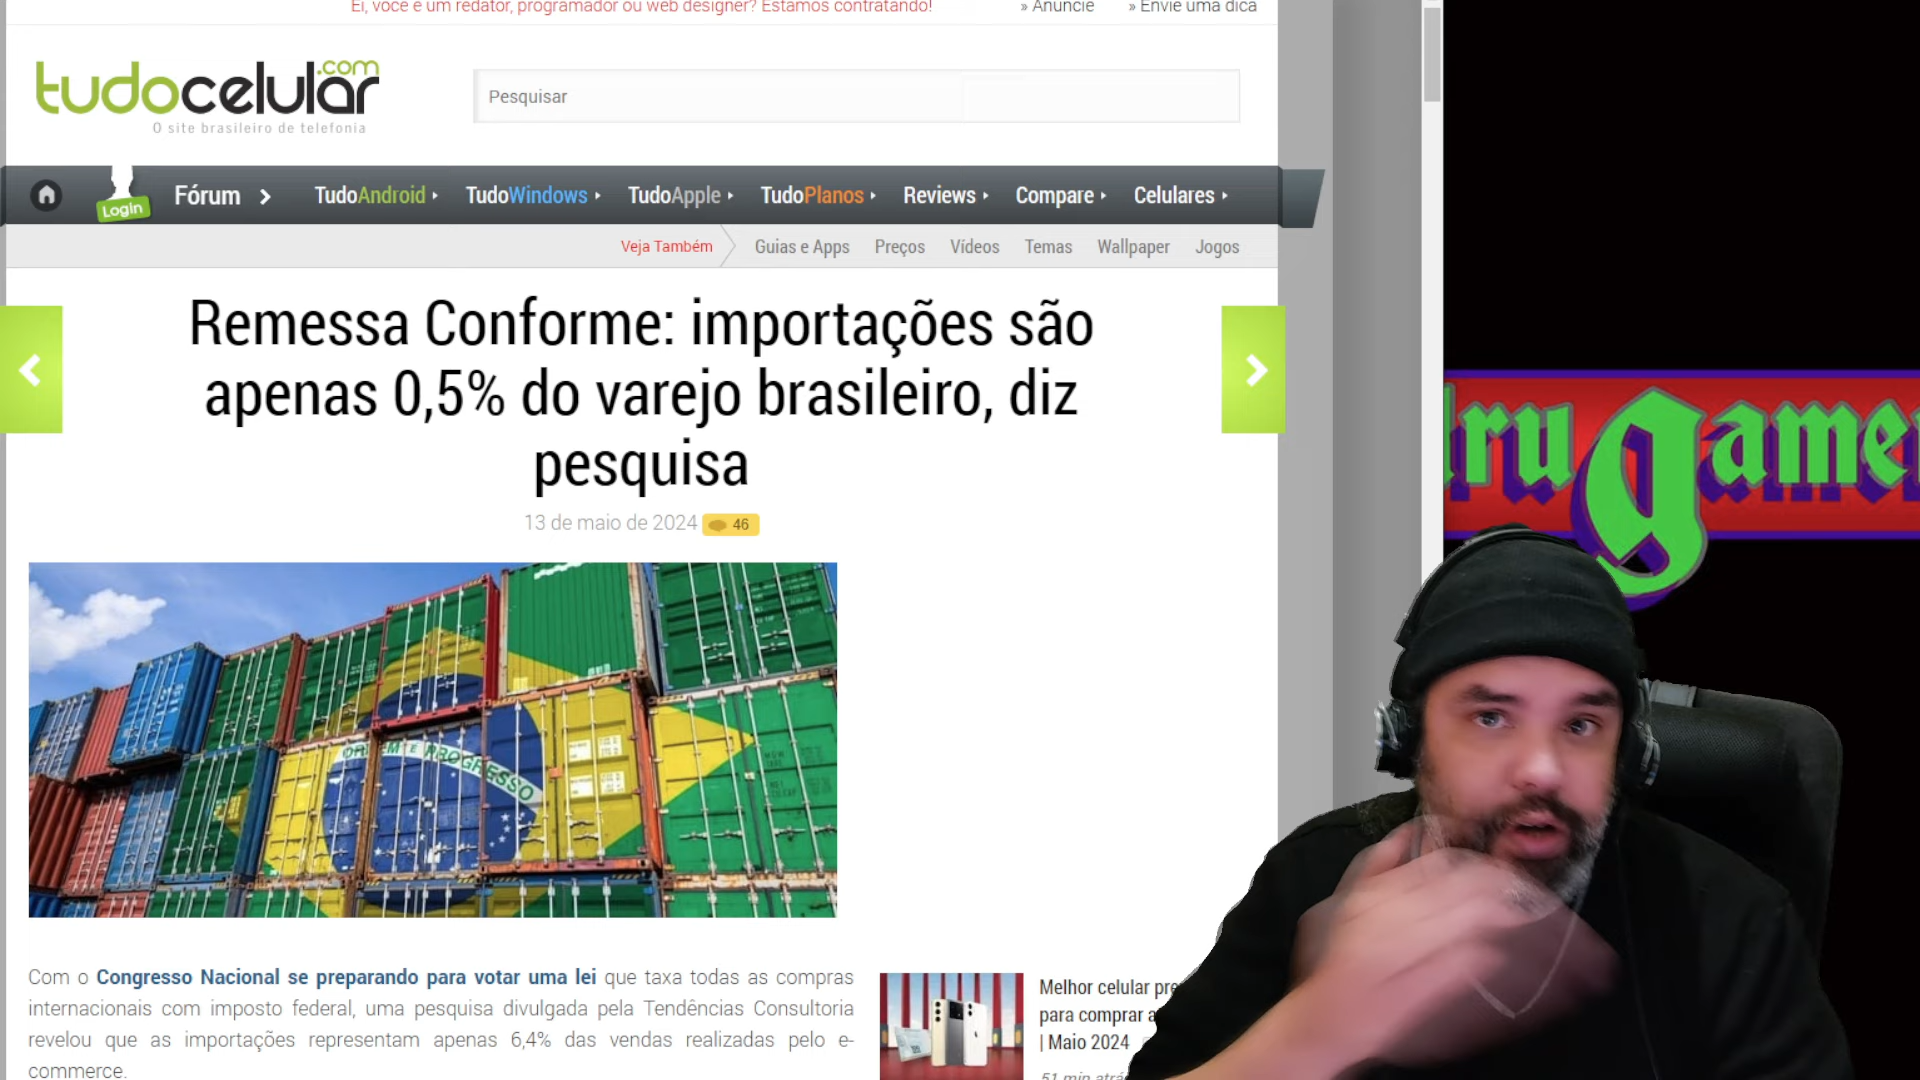 Ei, você é um redator, programador ou web designer? Estamos contratando!
» Anuncie
» Envie uma dica
tudocelular.com
O site brasileiro de telefonia
Pesquisar
Login
Fórum
TudoAndroid
TudoWindows
TudoApple
TudoPlanos
Reviews
Compare
Celulares
Veja Também
Guias e Apps
Preços
Vídeos
Temas
Wallpaper
Jogos
Remessa Conforme: importações são
apenas 0,5% do varejo brasileiro, diz
pesquisa
13 de maio de 2024
46
ORDEM E PROGRESSO
Com o Congresso Nacional se preparando para votar uma lei que taxa todas as compras
internacionais com imposto federal, uma pesquisa divulgada pela Tendências Consultoria
revelou que as importações representam apenas 6,4% das vendas realizadas pelo e-
commerce.
Melhor celular
para comprar
| Maio 2024
51 min